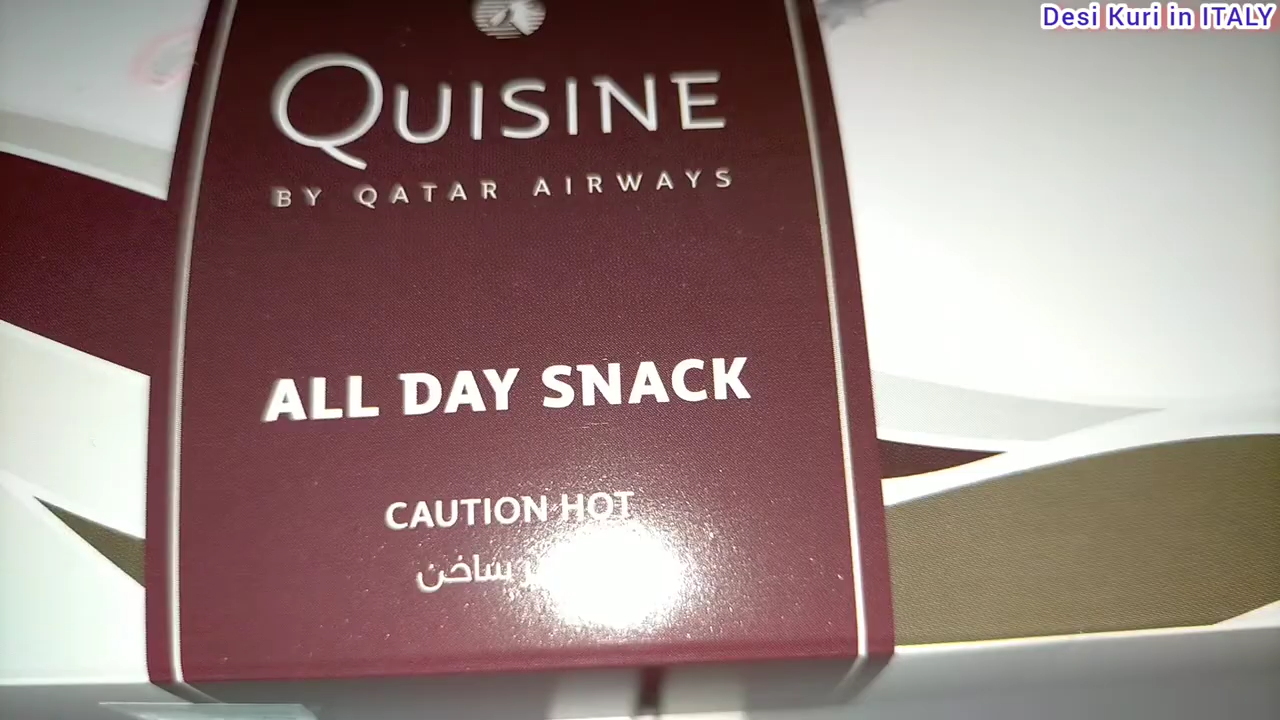 Desi Kuri in ITALY
QUISINE
BY QATAR AIRWAYS
ALL DAY SNACK
CAUTION HOT
ساخن